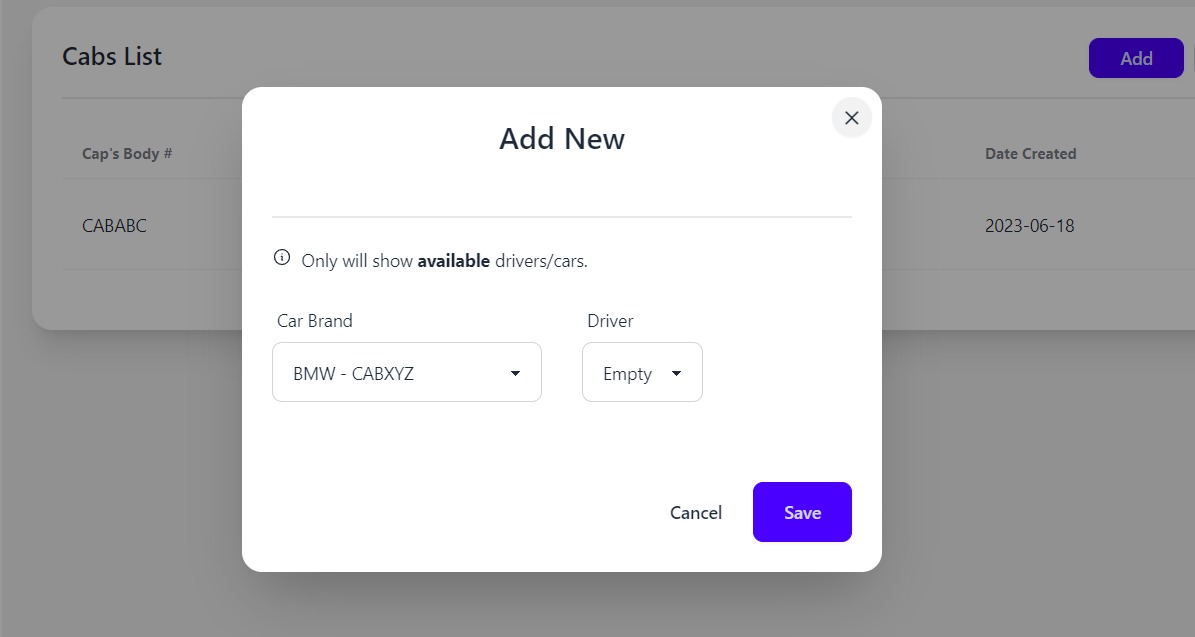 Cabs List
Add
Add New
Cap's Body #
Date Created
CABABC
2023-06-18
Only will show available drivers/cars.
Car Brand
Driver
BMW - CABXYZ
Empty
Cancel
Save